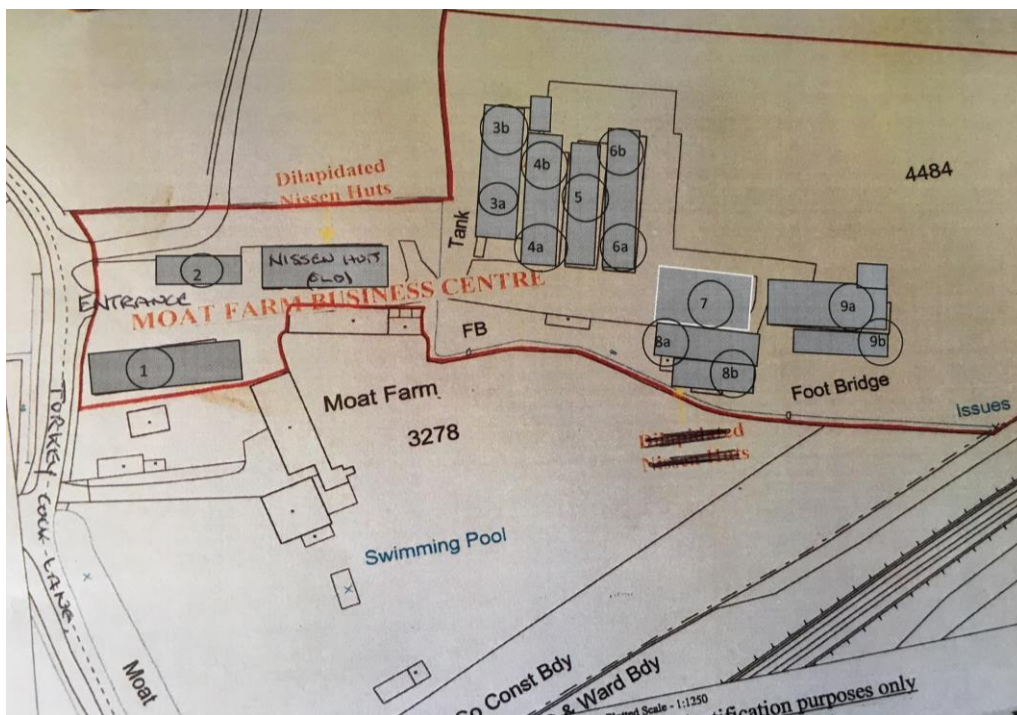 3b
4b
6b
4484
Dilapidated
Nissen Huts
3a
5
Tank
4a
6a
2
NISSEN HUT
(OLD)
ENTRANCE
MOAT FARM BUSINESS CENTRE
7
9a
FB
8a
9b
1
8b
Moat Farm
Foot Bridge
Issues
3278
Dilapidated
Nissen Huts
TURKEY COCK LANE.
Swimming Pool
Moat
Co Const Bdy
& Ward Bdy
Plotted Scale - 1:1250
purposes only